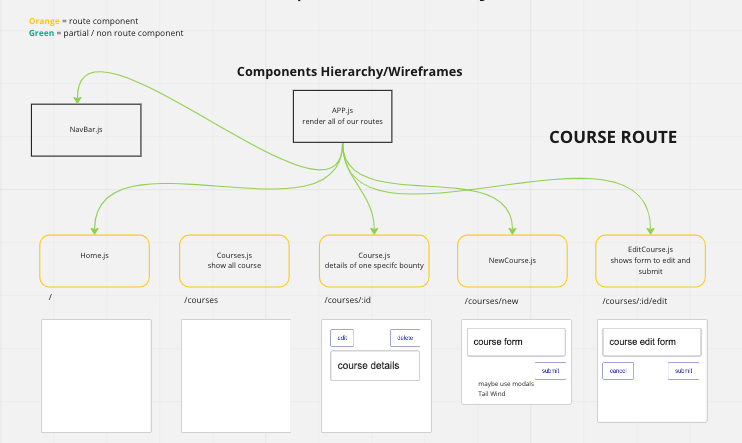 Orange = route component
Green = partial / non route component
Components Hierarchy/Wireframes
APP.js
render all of our routes
NavBar.js
COURSE ROUTE
Home.js
Courses.js
show all course
Course.js
details of one specifc bounty
NewCourse.js
EditCourse.js
shows form to edit and
submit
/
/courses
/courses/:id
/courses/new
/courses/:id/edit
edit
delete
course details
course form
submit
maybe use modals
Tail Wind
course edit form
cancel
submit